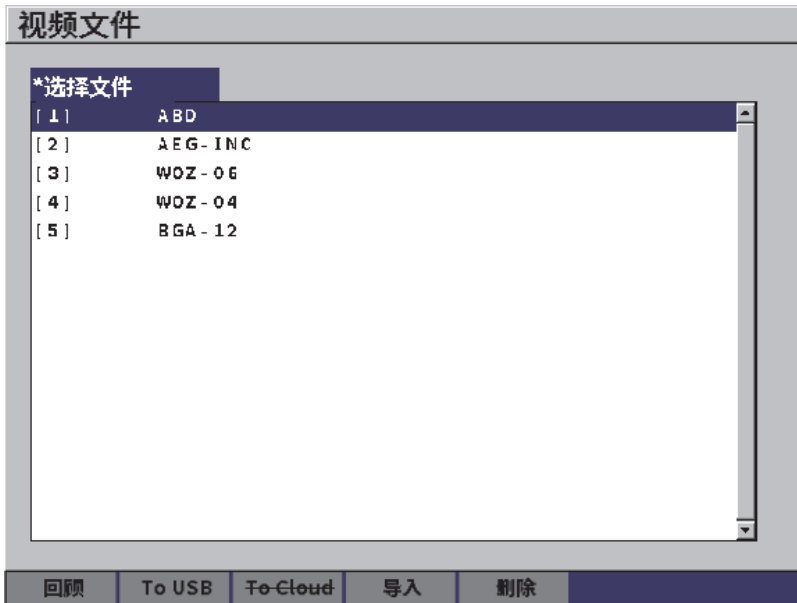 视频文件
*选择文件
[1] ABD
[2] AEG-INC
[3] WOZ-06
[4] WOZ-04
[5] BGA-12
回顾 To USB To Cloud 导入 删除